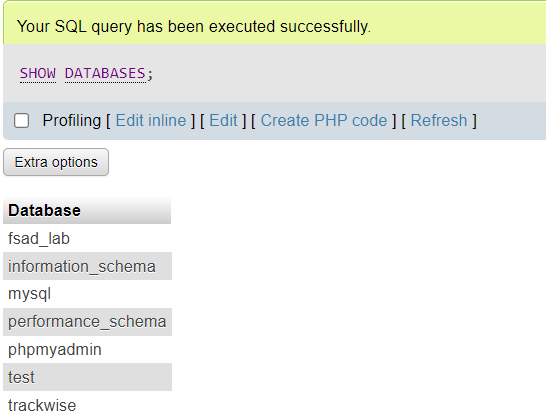 Your SQL query has been executed successfully.
SHOW DATABASES;
Profiling [ Edit inline ] [ Edit ] [ Create PHP code ] [ Refresh ]
Extra options
Database
fsad_lab
information_schema
mysql
performance_schema
phpmyadmin
test
trackwise